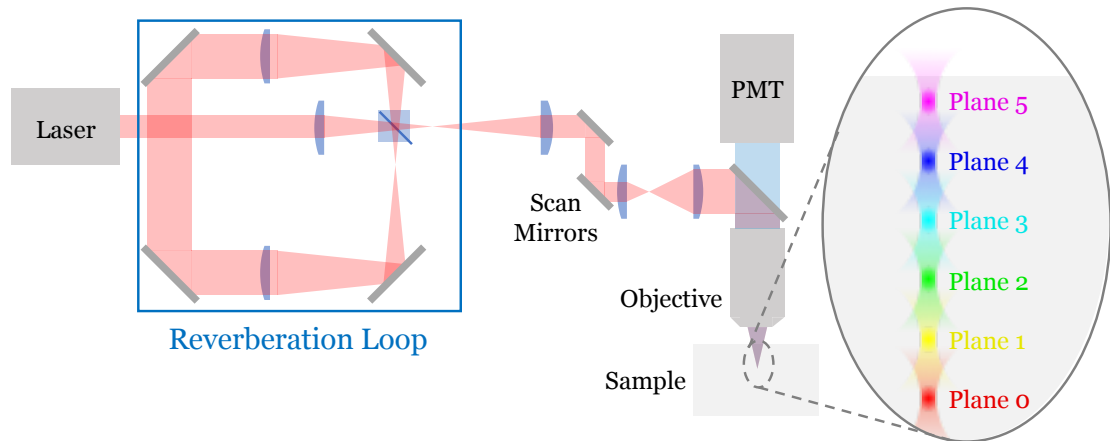 Laser
Reverberation Loop
Scan
Mirrors
PMT
Objective
Sample
Plane 5
Plane 4
Plane 3
Plane 2
Plane 1
Plane 0